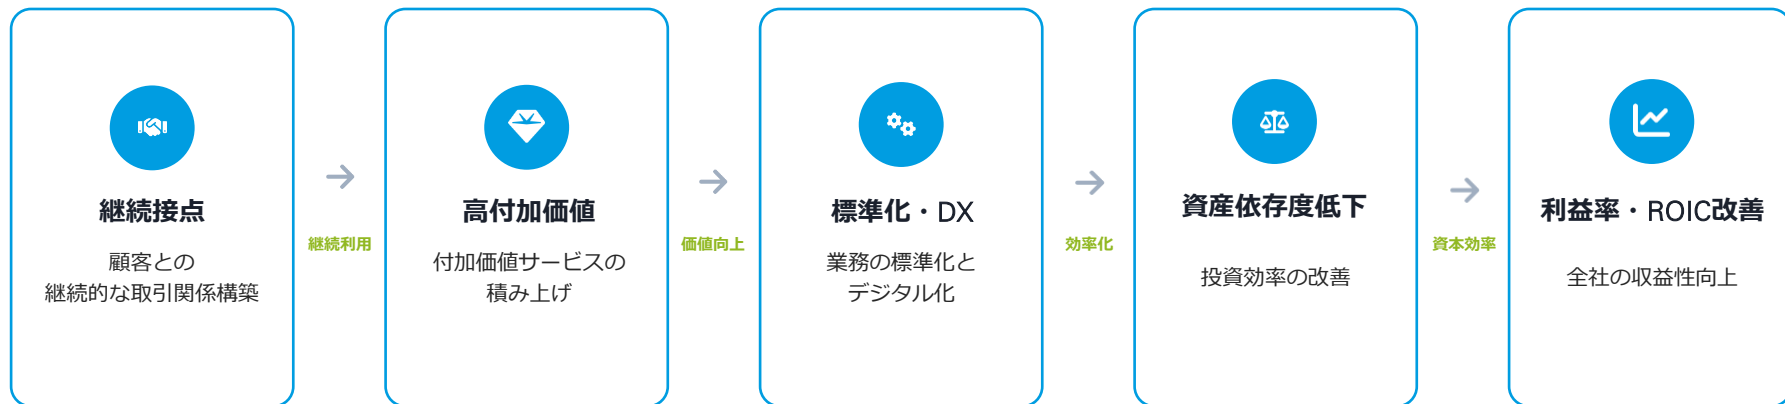 継続接点
顧客との
継続的な取引関係構築
継続利用
高付加価値
付加価値サービスの
積み上げ
価値向上
標準化・DX
業務の標準化と
デジタル化
効率化
資産依存度低下
投資効率の改善
資本効率
利益率・ROIC改善
全社の収益性向上